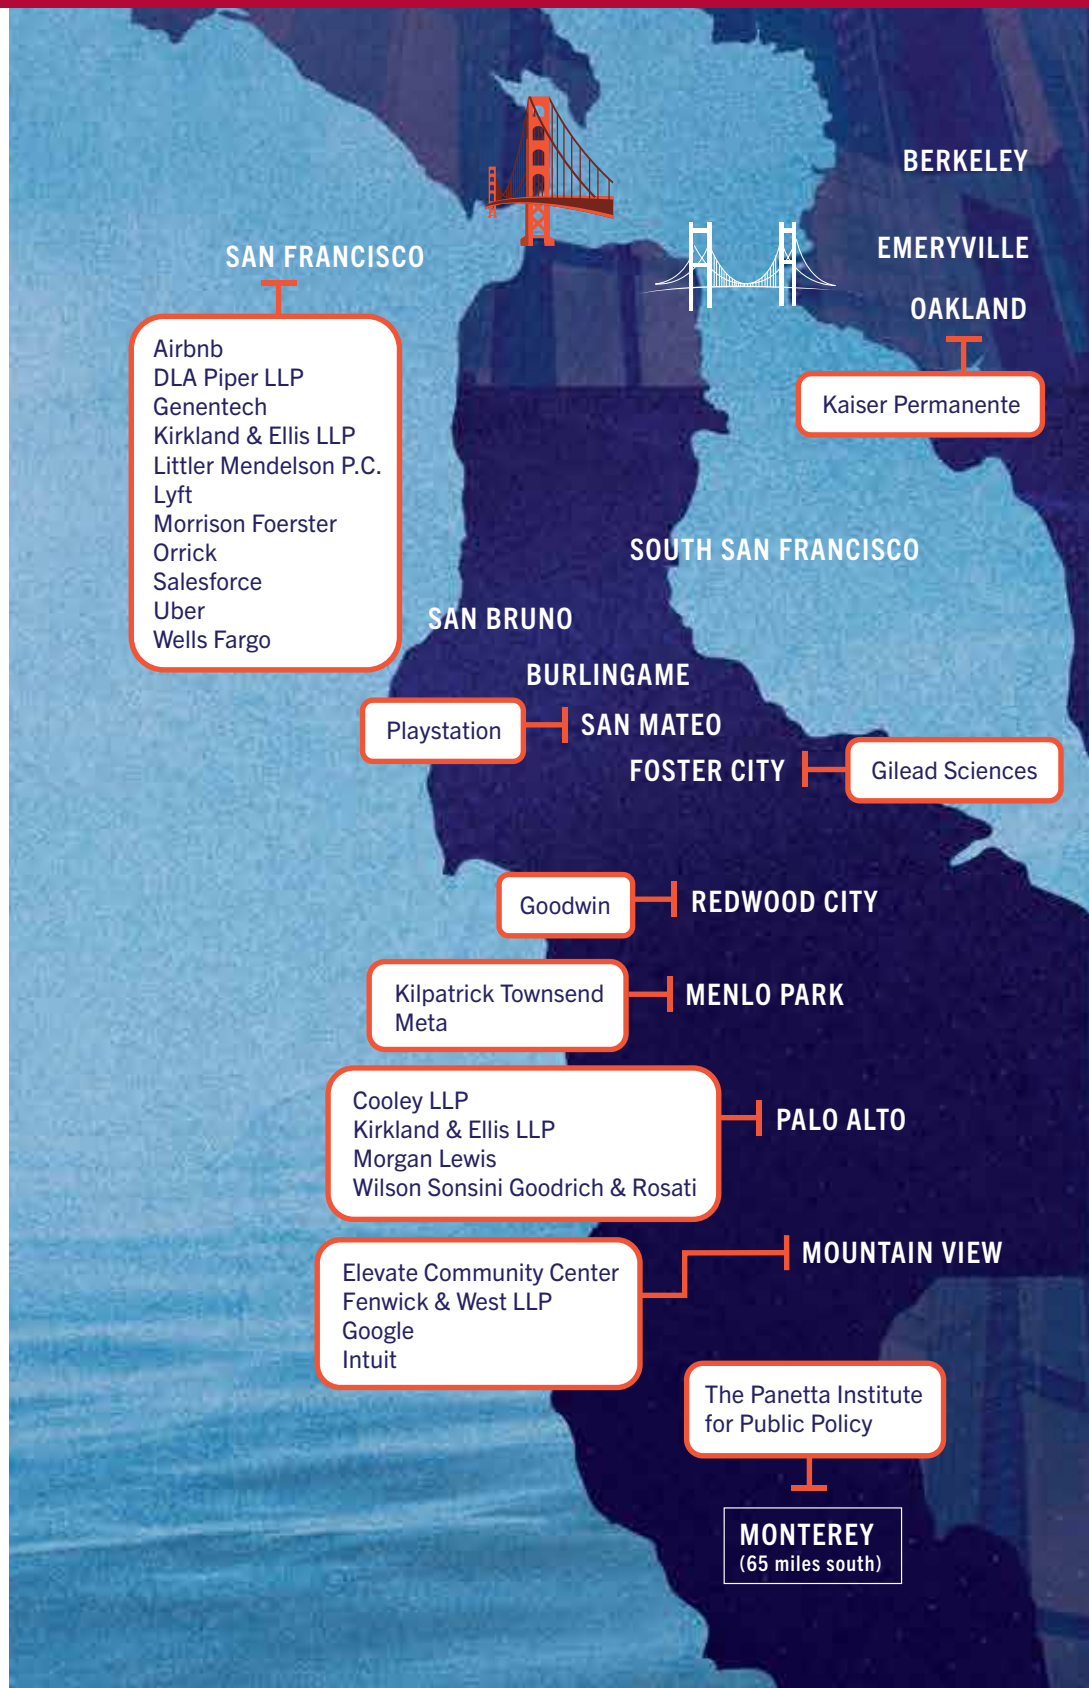 BERKELEY
EMERYVILLE
SAN FRANCISCO
OAKLAND
Airbnb
DLA Piper LLP
Genentech
Kirkland & Ellis LLP
Littler Mendelson P.C.
Lyft
Morrison Foerster
Orrick
Salesforce
Uber
Wells Fargo
Kaiser Permanente
SOUTH SAN FRANCISCO
SAN BRUNO
BURLINGAME
Playstation
SAN MATEO
FOSTER CITY
Gilead Sciences
Goodwin
REDWOOD CITY
Kilpatrick Townsend
Meta
MENLO PARK
Cooley LLP
Kirkland & Ellis LLP
Morgan Lewis
Wilson Sonsini Goodrich & Rosati
PALO ALTO
MOUNTAIN VIEW
Elevate Community Center
Fenwick & West LLP
Google
Intuit
The Panetta Institute
for Public Policy
MONTEREY
(65 miles south)